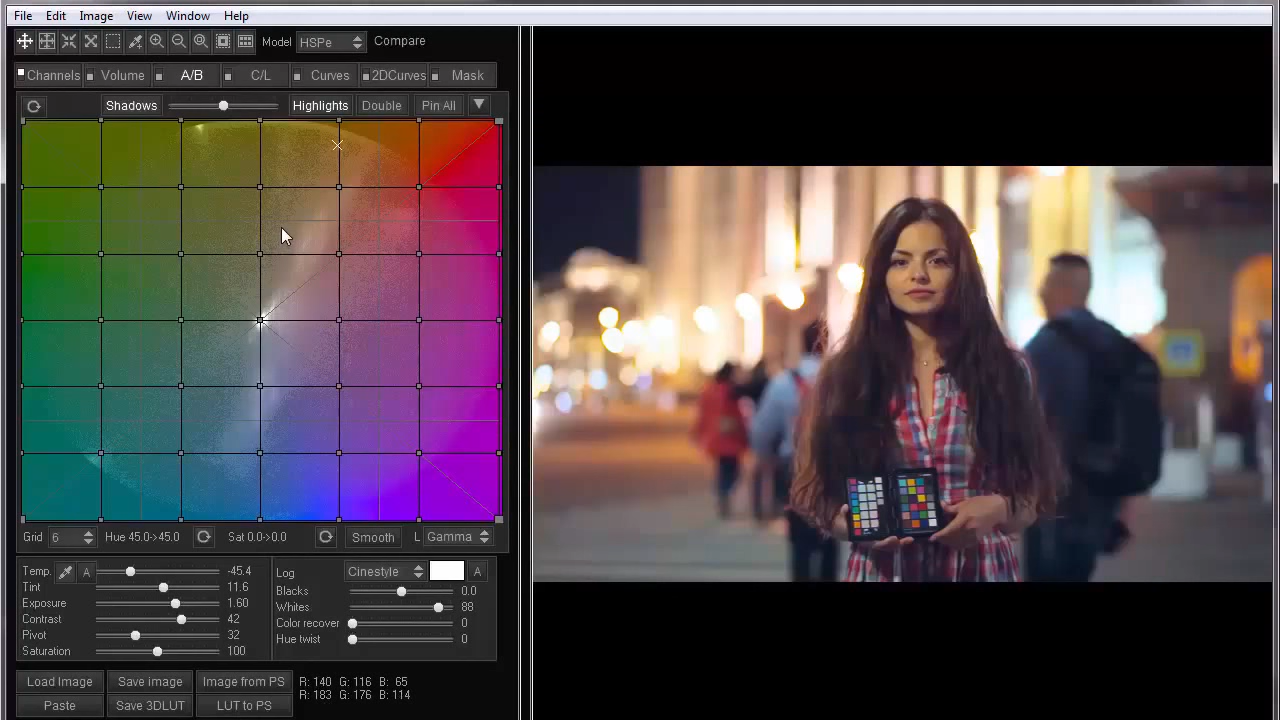 File Edit Image View Window Help
Model HSPe Compare
Channels Volume A/B C/L Curves 2DCurves Mask
Shadows Highlights Double Pin All
Grid 6 Hue 45.0->45.0 Sat 0.0->0.0 Smooth L Gamma
Temp. A -45.4
Tint 11.6
Exposure 1.60
Contrast 42
Pivot 32
Saturation 100
Log Cinestyle A
Blacks 0.0
Whites 88
Color recover 0
Hue twist 0
Load Image Save image Image from PS R: 140 G: 116 B: 65
R: 183 G: 176 B: 114
Paste Save 3DLUT LUT to PS